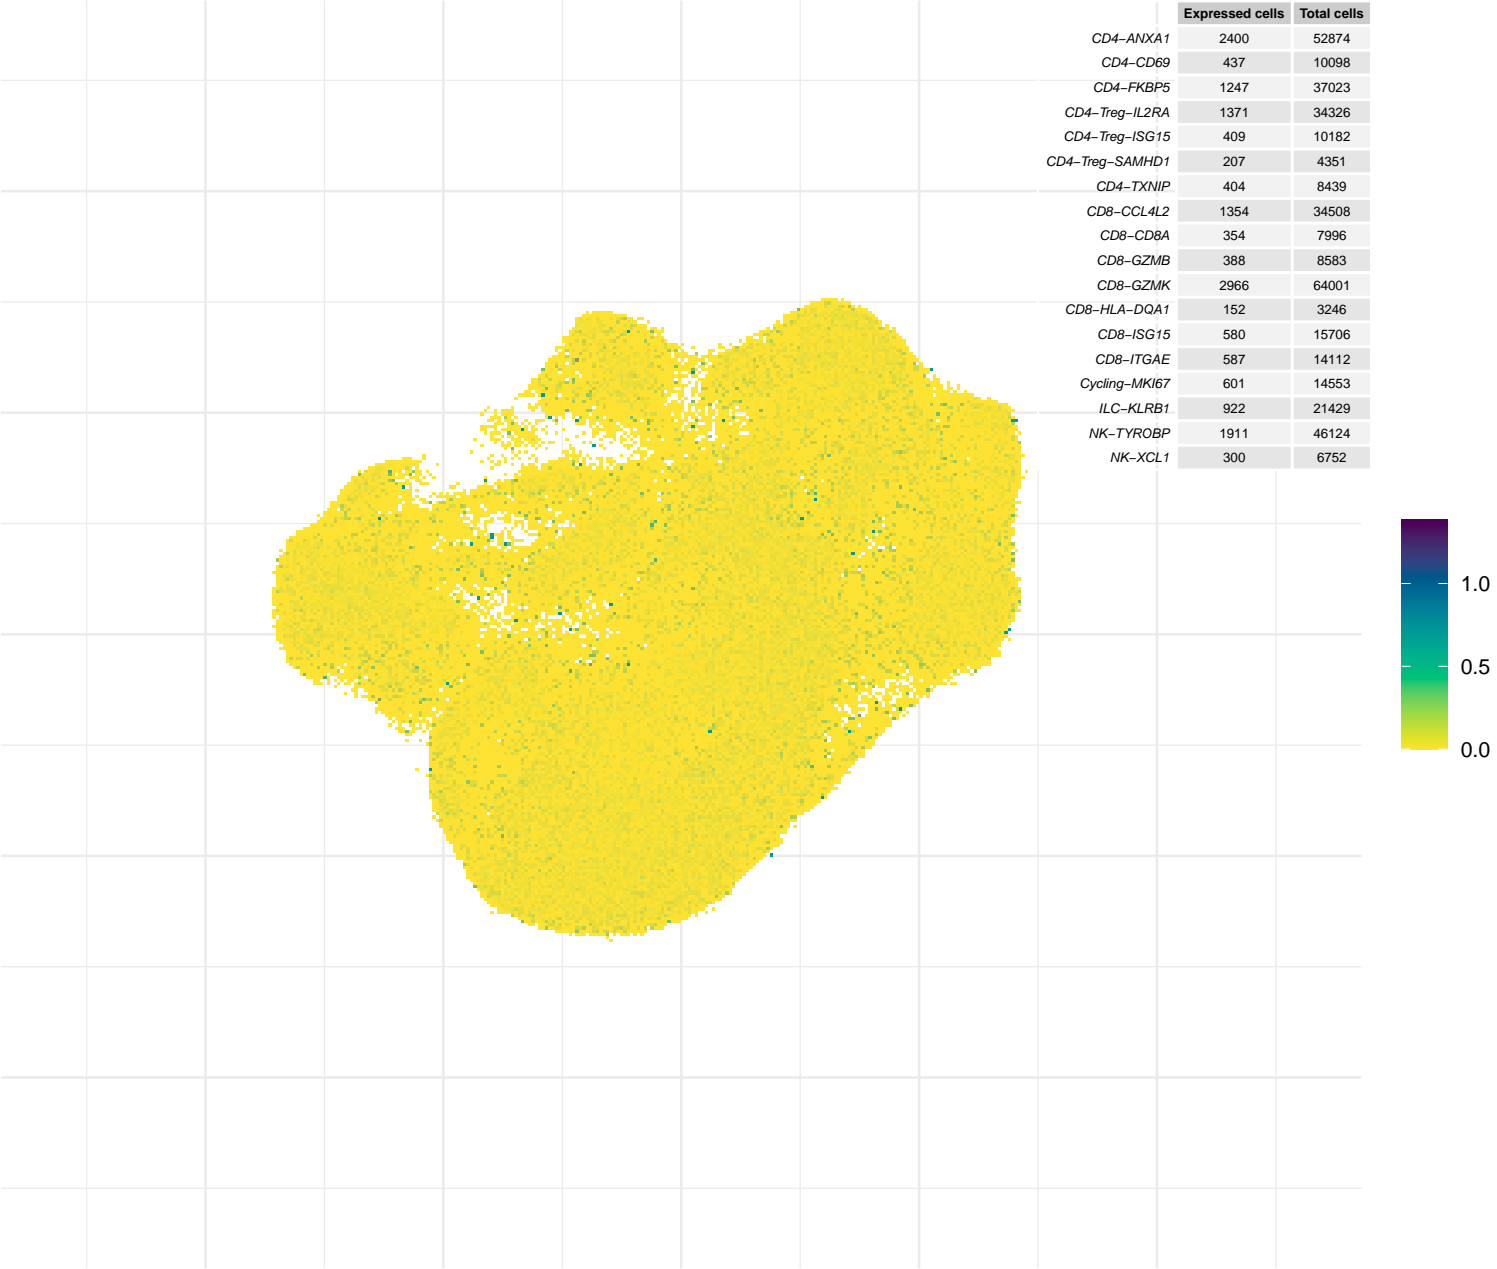 Expressed cells Total cells
CD4−ANXA1 2400 52874
CD4−CD69 437 10098
CD4−FKBP5 1247 37023
CD4−Treg−IL2RA 1371 34326
CD4−Treg−ISG15 409 10182
CD4−Treg−SAMHD1 207 4351
CD4−TXNIP 404 8439
CD8−CCL4L2 1354 34508
CD8−CD8A 354 7996
CD8−GZMB 388 8583
CD8−GZMK 2966 64001
CD8−HLA−DQA1 152 3246
CD8−ISG15 580 15706
CD8−ITGAE 587 14112
Cycling−MKI67 601 14553
ILC−KLRB1 922 21429
NK−TYROBP 1911 46124
NK−XCL1 300 6752
1.0
0.5
0.0